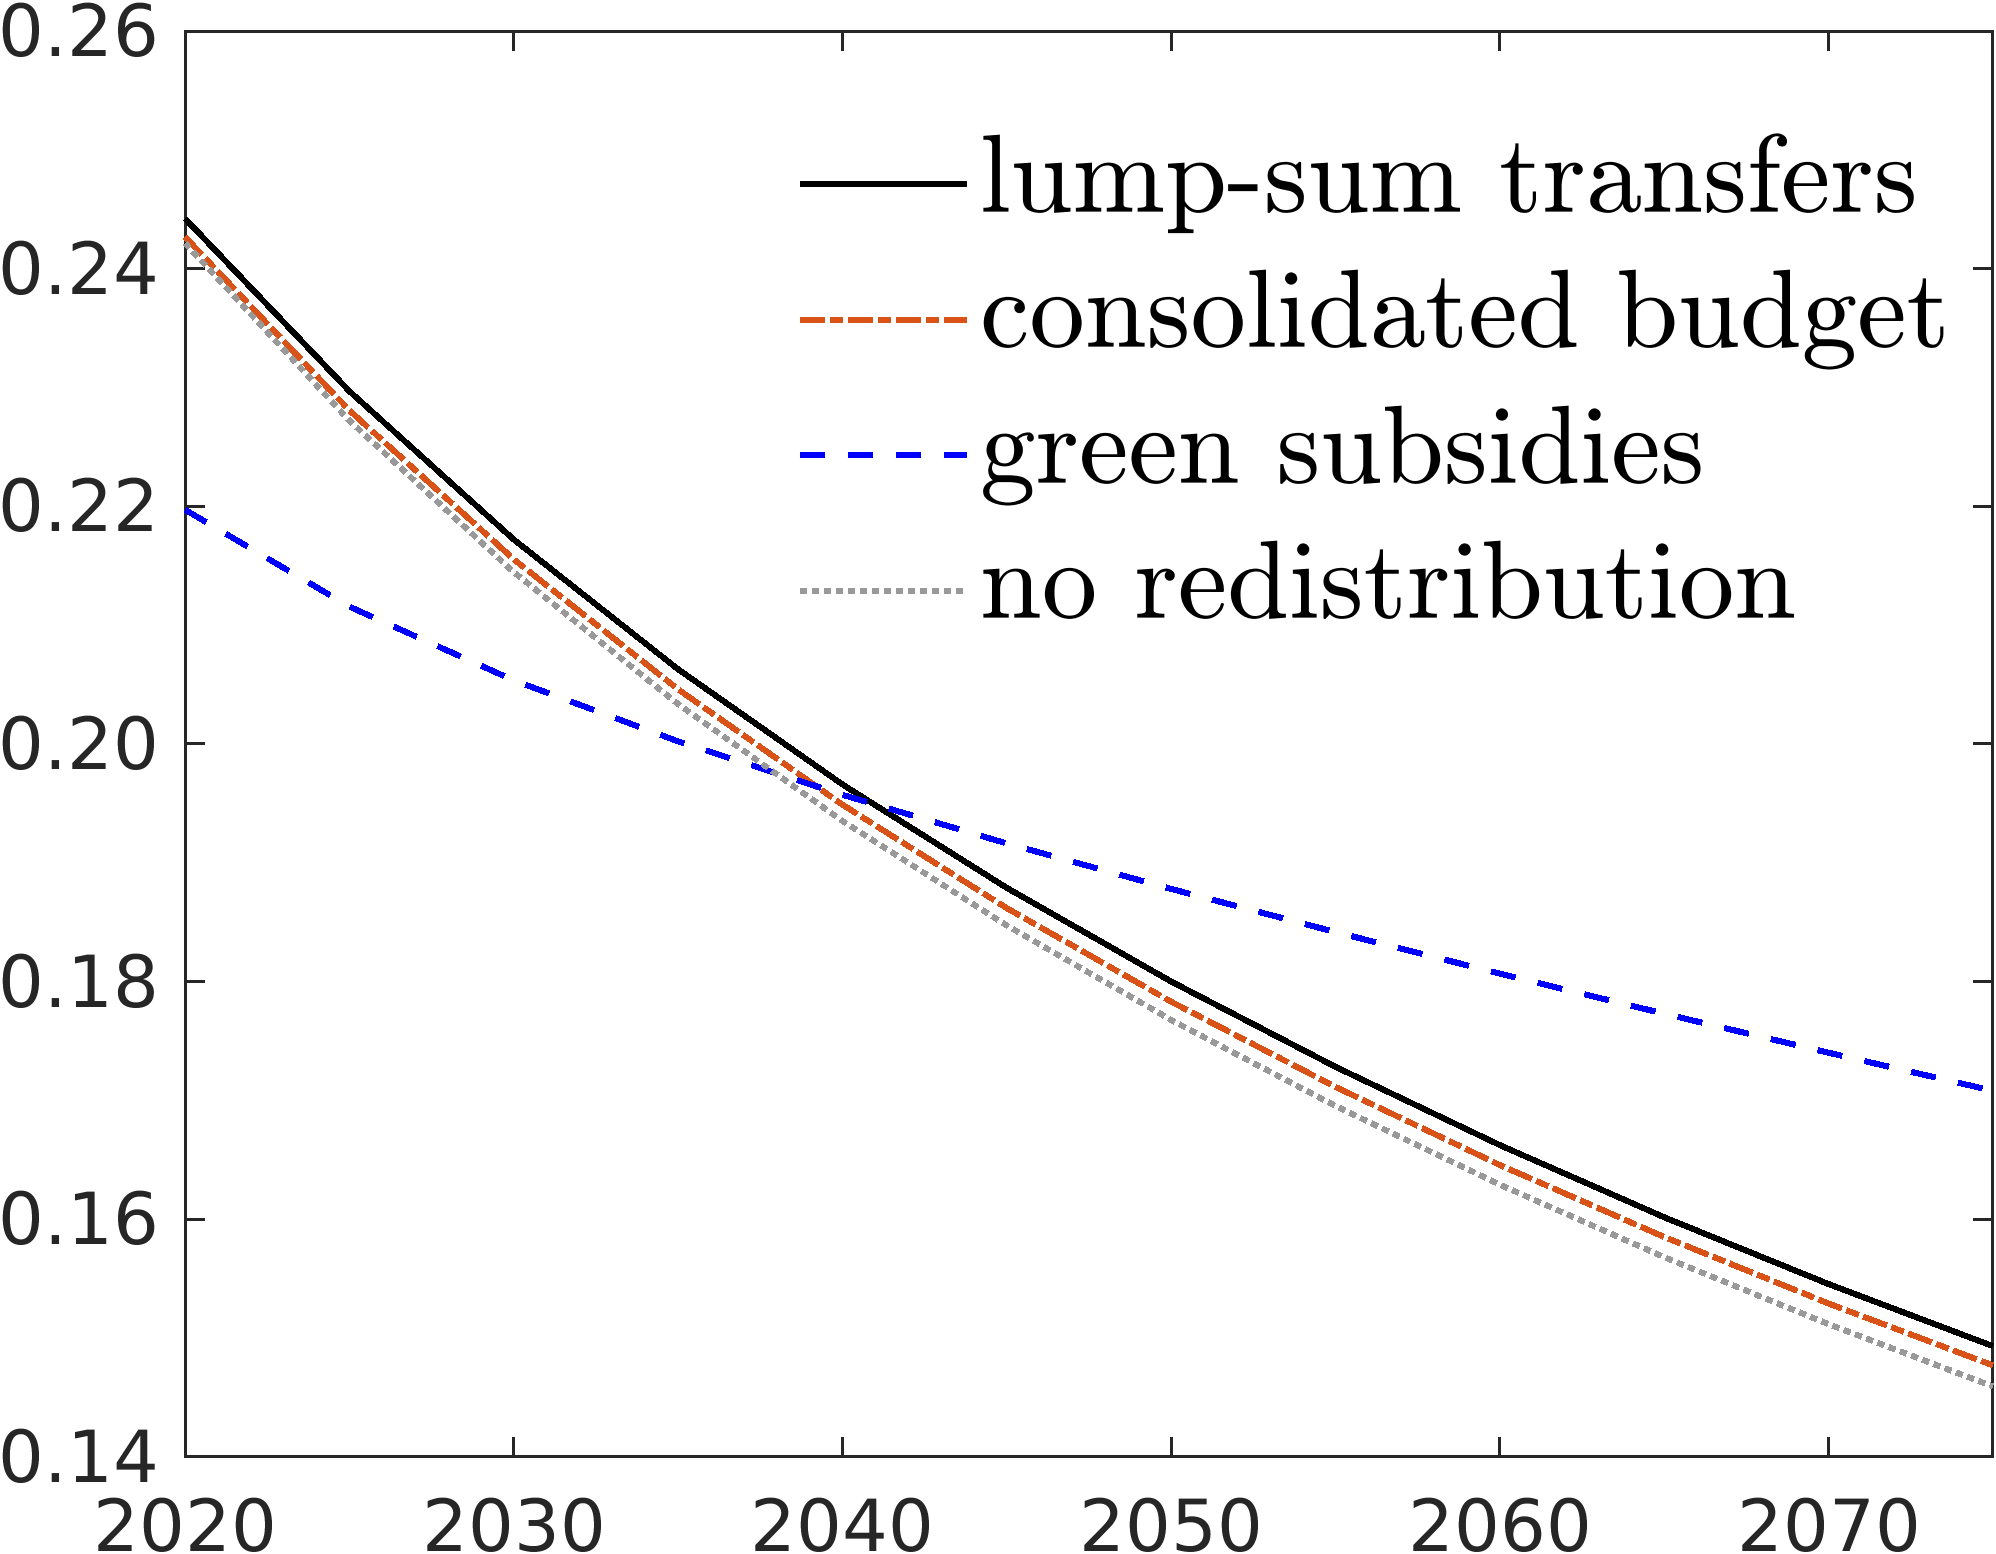 0.26
lump-sum transfers
0.24
consolidated budget
green subsidies
0.22
no redistribution
0.20
0.18
0.16
0.14
2020 2030 2040 2050 2060 2070